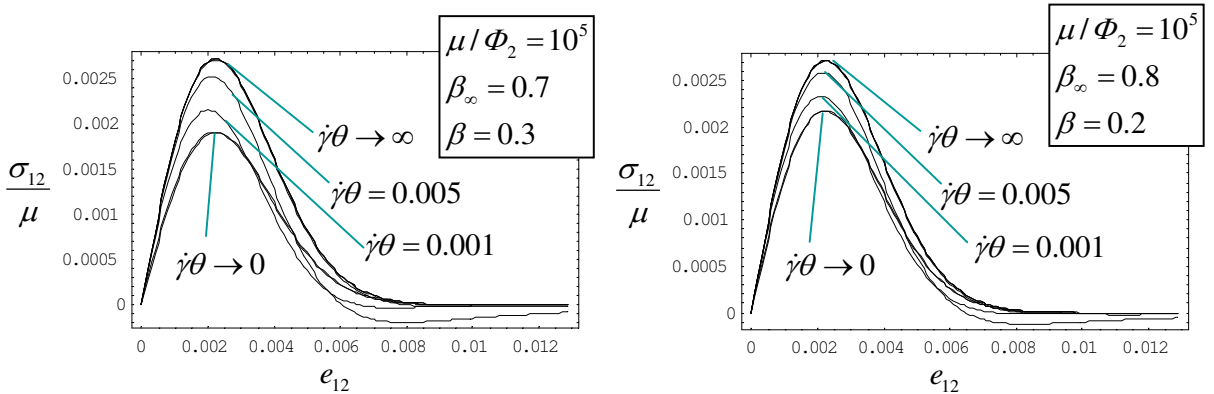 μ/Φ₂ = 10⁵
β∞ = 0.7
β = 0.3
0.0025
0.002
0.0015
0.001
0.0005
0
σ₁₂/μ
γ̇θ → ∞
γ̇θ = 0.005
γ̇θ = 0.001
γ̇θ → 0
0 0.002 0.004 0.006 0.008 0.01 0.012
e₁₂
μ/Φ₂ = 10⁵
β∞ = 0.8
β = 0.2
0.0025
0.002
0.0015
0.001
0.0005
0
σ₁₂/μ
γ̇θ → ∞
γ̇θ = 0.005
γ̇θ = 0.001
γ̇θ → 0
0 0.002 0.004 0.006 0.008 0.01 0.012
e₁₂